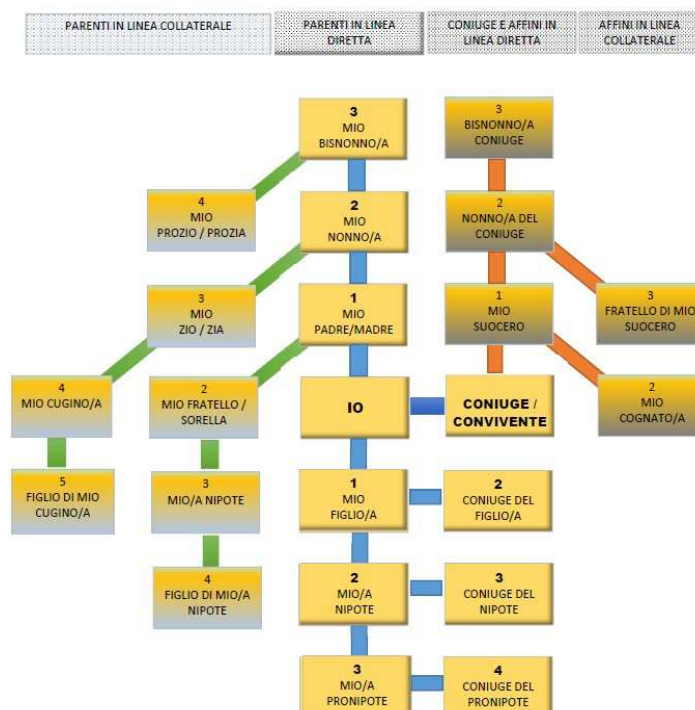 PARENTI IN LINEA COLLATERALE
PARENTI IN LINEA
DIRETTA
CONIUGE E AFFINI IN
LINEA DIRETTA
AFFINI IN LINEA
COLLATERALE
3
MIO
BISNONNO/A
3
BISNONNO/A
CONIUGE
4
MIO
PROZIO / PROZIA
2
MIO
NONNO/A
2
NONNO/A DEL
CONIUGE
3
MIO
ZIO / ZIA
1
MIO
PADRE/MADRE
1
MIO
SUOCERO
3
FRATELLO DI MIO
SUOCERO
4
MIO CUGINO/A
2
MIO FRATELLO /
SORELLA
IO
CONIUGE /
CONVIVENTE
2
MIO
COGNATO/A
5
FIGLIO DI MIO
CUGINO/A
3
MIO/A NIPOTE
1
MIO
FIGLIO/A
2
CONIUGE DEL
FIGLIO/A
4
FIGLIO DI MIO/A
NIPOTE
2
MIO/A
NIPOTE
3
CONIUGE DEL
NIPOTE
3
MIO/A
PRONIPOTE
4
CONIUGE DEL
PRONIPOTE